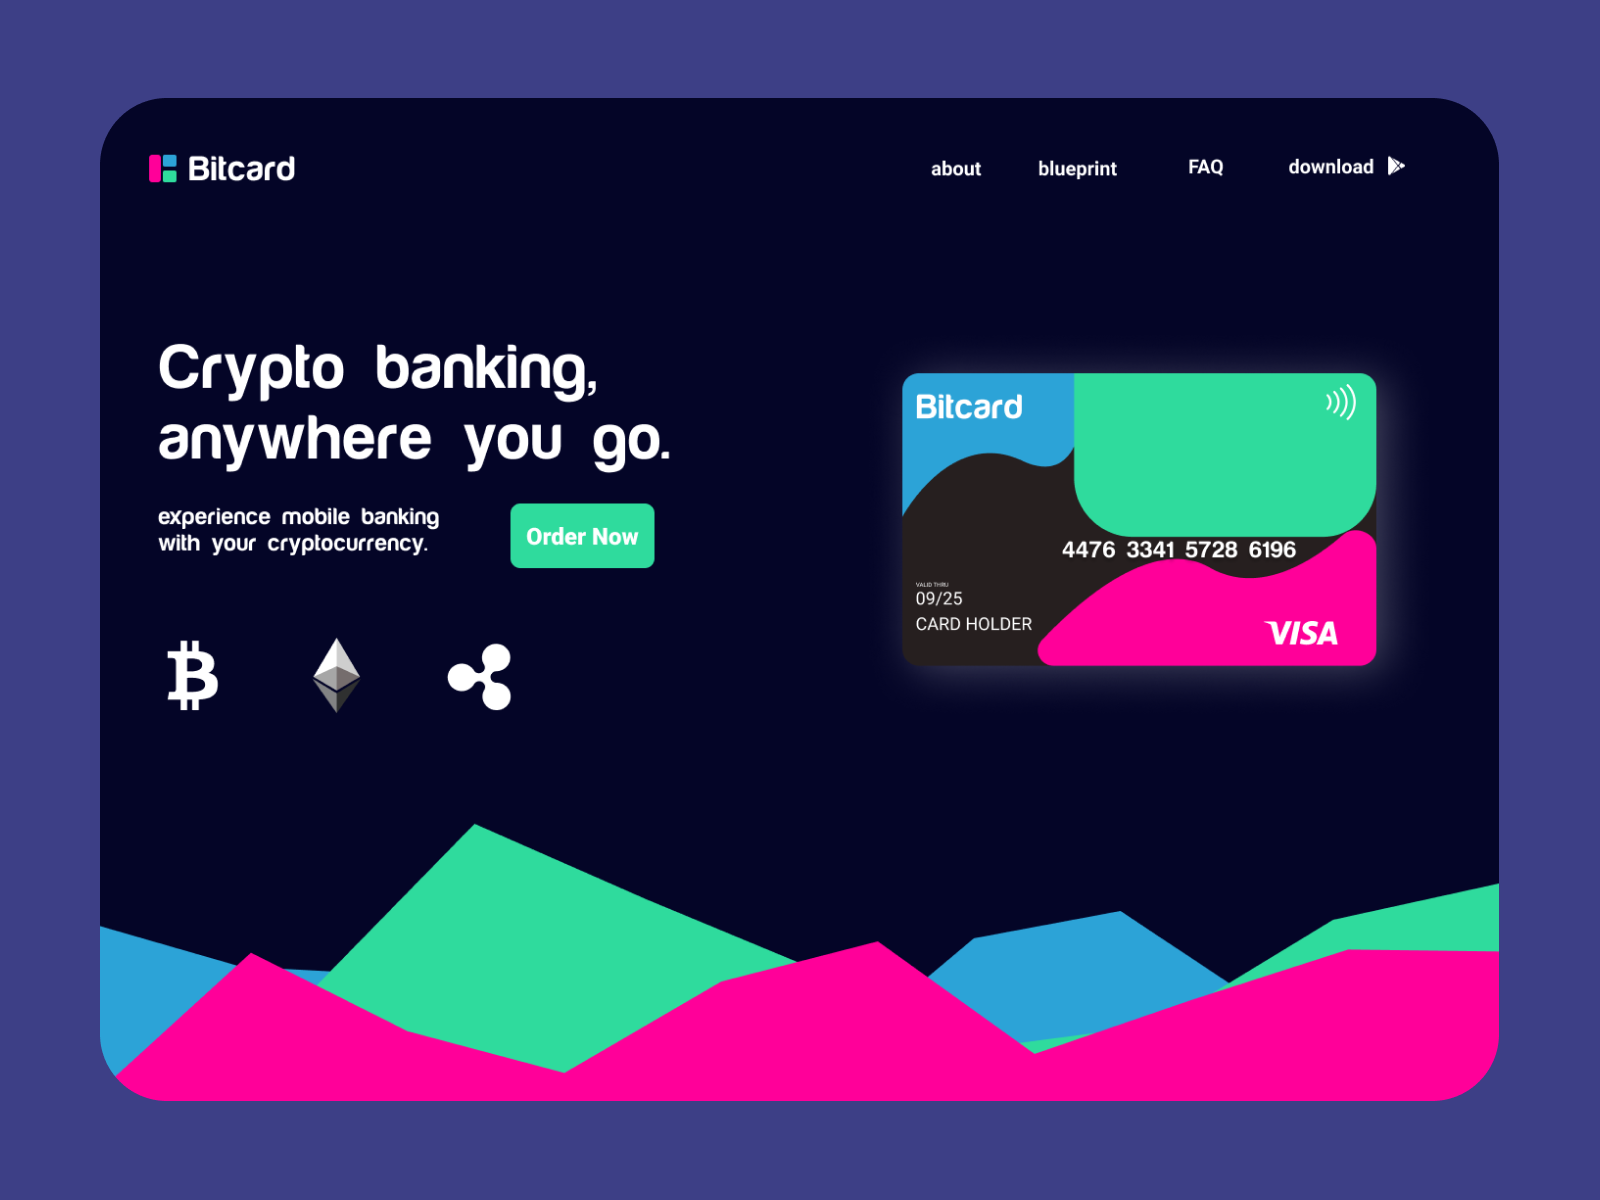 Bitcard
about blueprint FAQ download
Crypto banking,
anywhere you go.
experience mobile banking
with your cryptocurrency.
Order Now
Bitcard
4476 3341 5728 6196
VALID THRU
09/25
CARD HOLDER
VISA